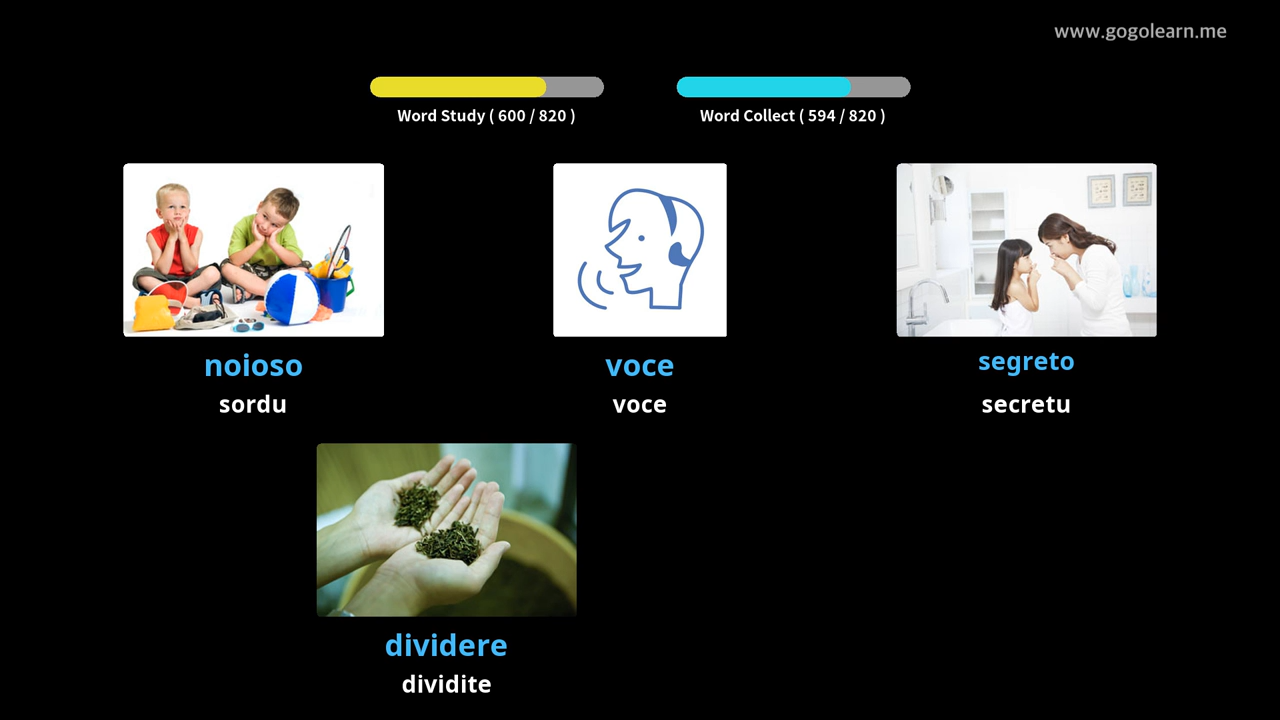 www.gogolearn.me
Word Study ( 600 / 820 )
Word Collect ( 594 / 820 )
noioso
sordu
voce
voce
segreto
secretu
dividere
dividite